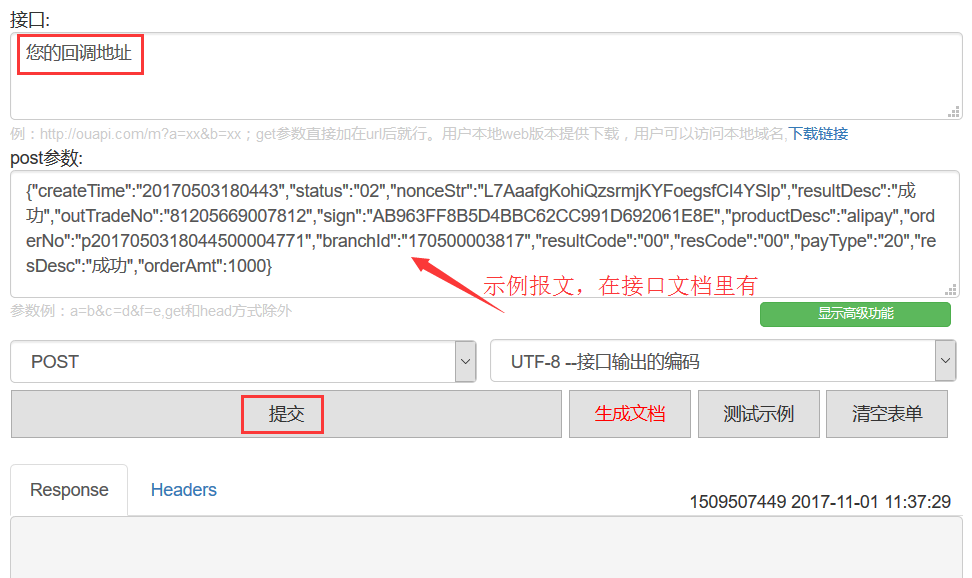 接口:
您的回调地址
例：http://ouapi.com/m?a=xx&b=xx；get参数直接加在url后就行。用户本地web版本提供下载，用户可以访问本地域名,下载链接
post参数:
{"createTime":"20170503180443","status":"02","nonceStr":"L7AaafgKohiQzsrmjKYFoegsfCI4YSlp","resultDesc":"成
功","outTradeNo":"81205669007812","sign":"AB963FF8B5D4BBC62CC991D692061E8E","productDesc":"alipay","ord
erNo":"p2017050318044500004771","branchId":"170500003817","resultCode":"00","resCode":"00","payType":"20","re
sDesc":"成功","orderAmt":1000}
示例报文，在接口文档里有
参数例：a=b&c=d&f=e,get和head方式除外
显示高级功能
POST
UTF-8 --接口输出的编码
提交
生成文档
测试示例
清空表单
Response
Headers
1509507449 2017-11-01 11:37:29